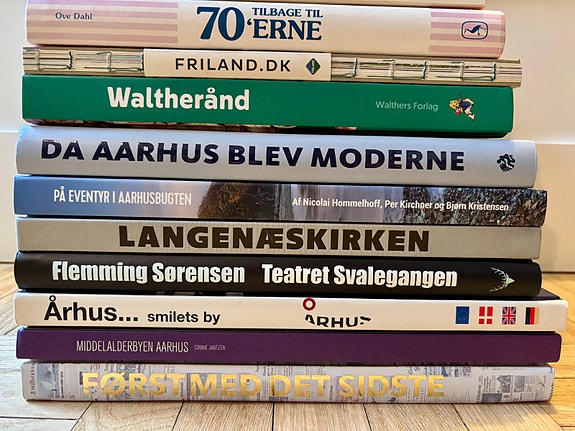 Ove Dahl
70 TILBAGE TIL 'ERNE
FRILAND.DK
Waltherånd Walthers Forlag
DA AARHUS BLEV MODERNE
PÅ EVENTYR I AARHUSBUGTEN Af Nicolai Hommelhoff, Per Kirchner og Bjørn Kristensen
LANGENÆSKIRKEN
Flemming Sørensen Teatret Svalegangen
Århus... smilets by ÅRHUS
MIDDELALDERBYEN AARHUS CONNIE JANTZEN
FØRST MED DET SIDSTE